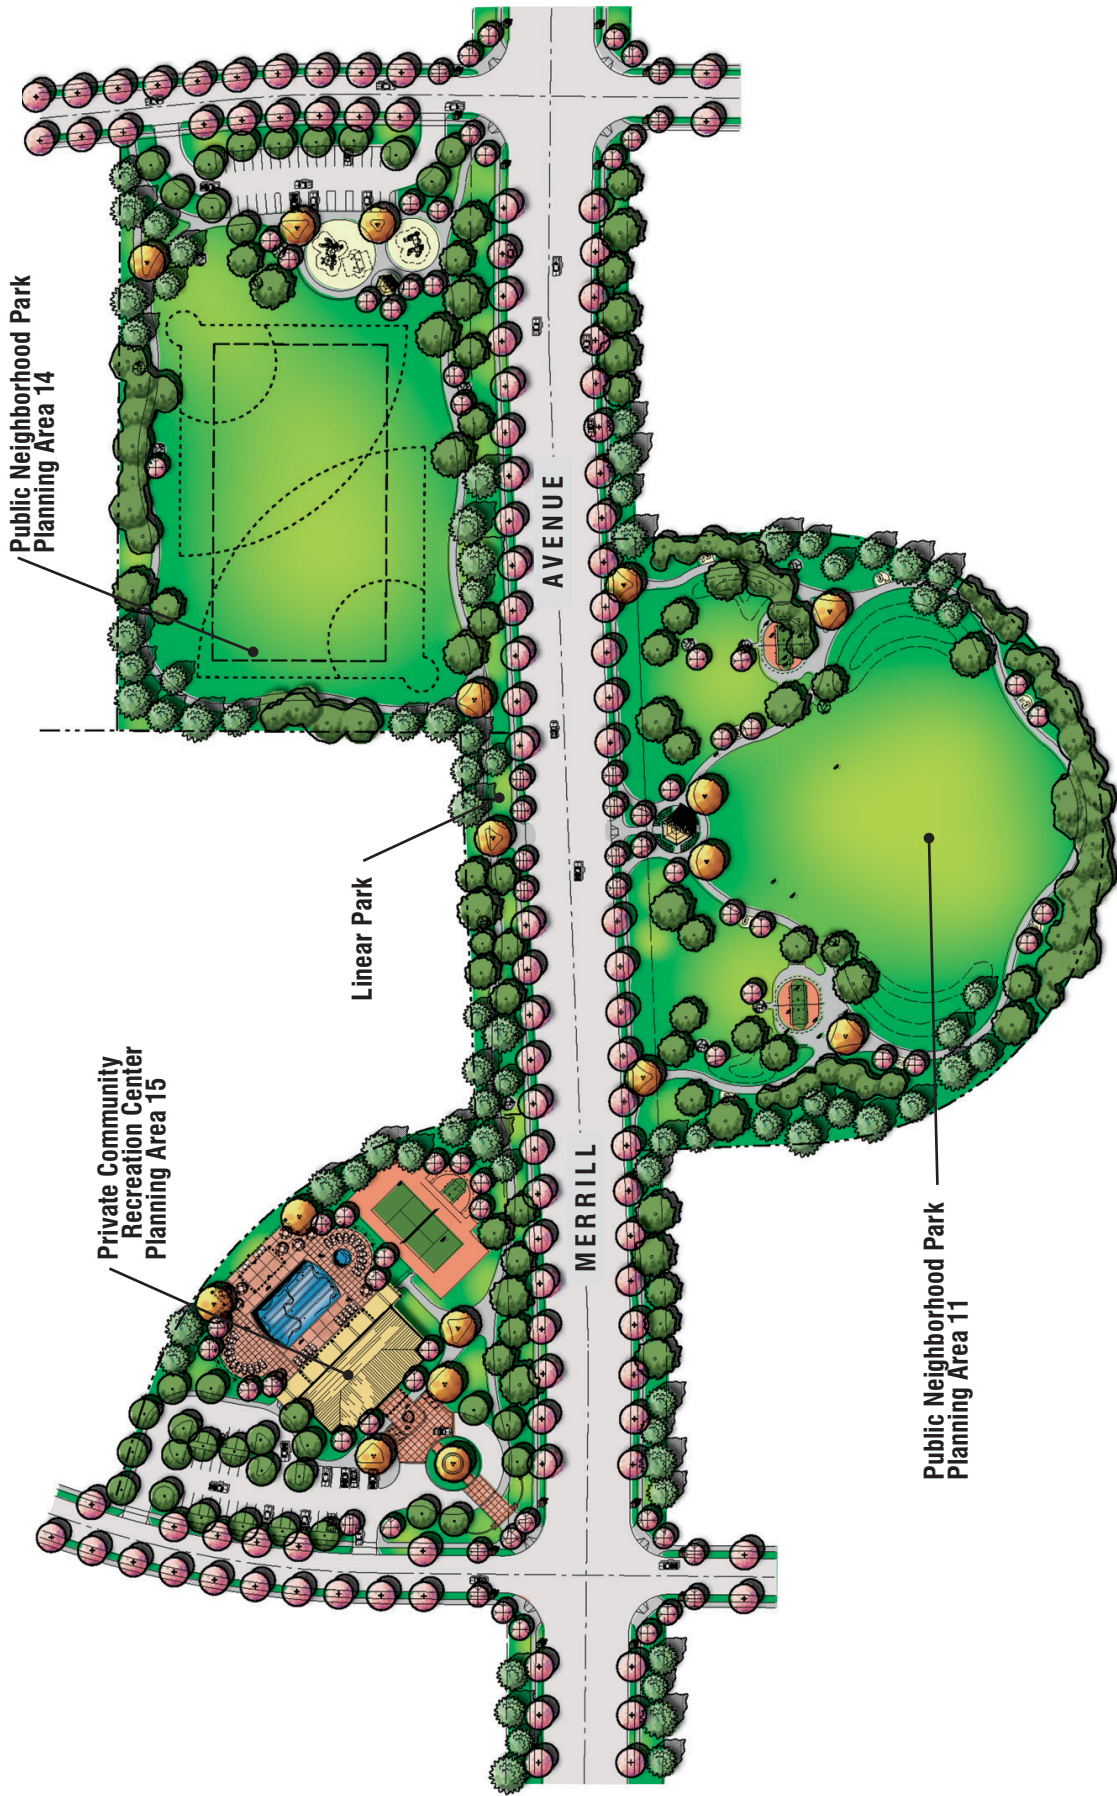 Private Community
Recreation Center
Planning Area 15
Linear Park
Public Neighborhood Park
Planning Area 14
MERRILL
AVENUE
Public Neighborhood Park
Planning Area 11